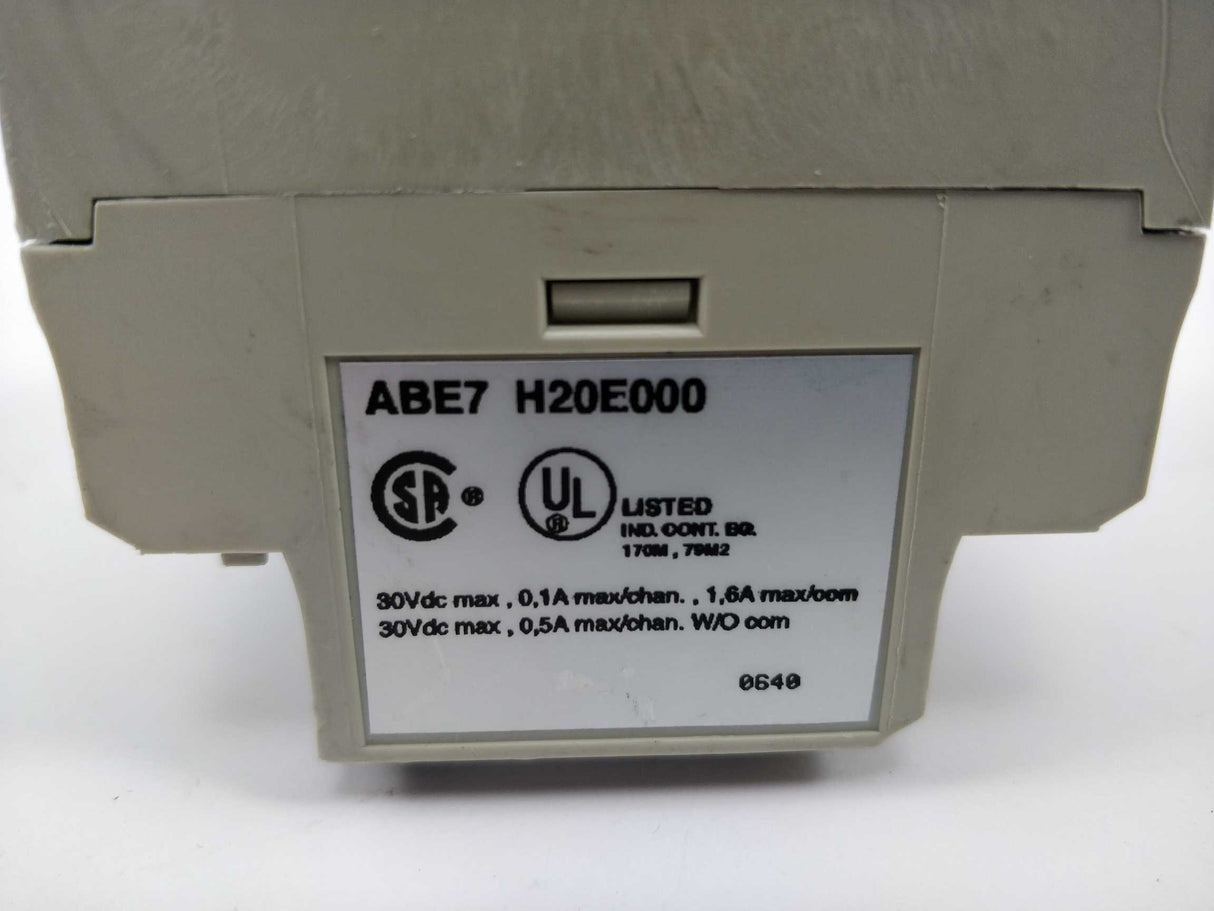 ABE7 H20E000
SA ®
UL ® LISTED
IND. CONT. EQ.
170M , 79M2
30Vdc max , 0,1A max/chan. , 1,6A max/com
30Vdc max , 0,5A max/chan. W/O com
0640